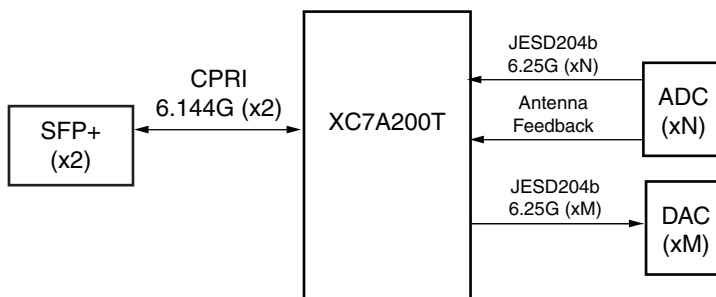 CPRI
6.144G (x2)
SFP+
(x2)
XC7A200T
JESD204b
6.25G (xN)
Antenna
Feedback
ADC
(xN)
JESD204b
6.25G (xM)
DAC
(xM)